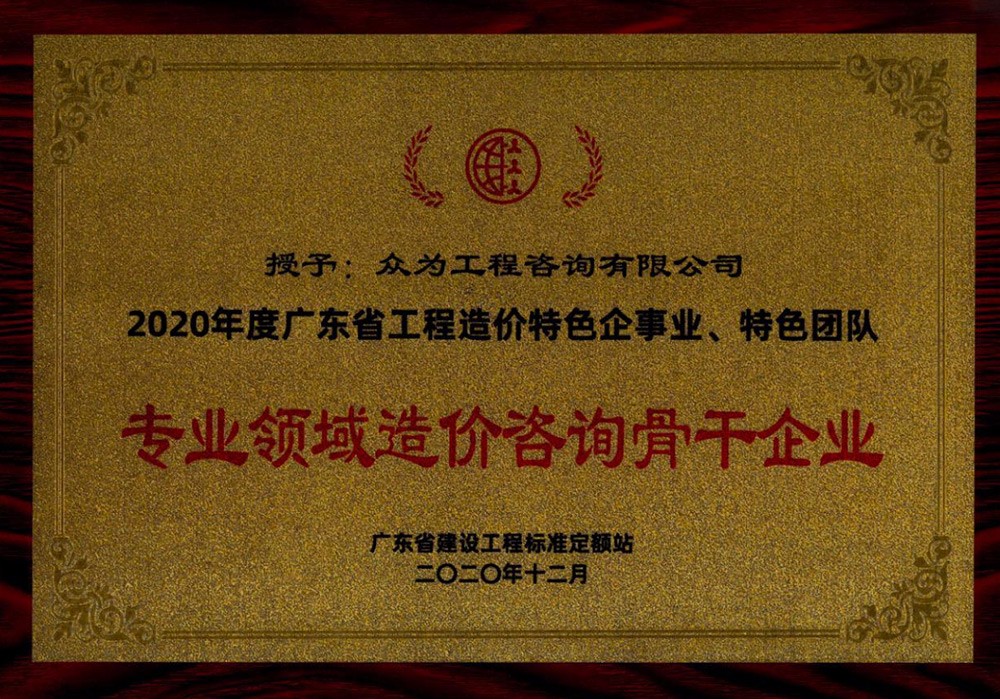 授予：众为工程咨询有限公司
2020年度广东省工程造价特色企事业、特色团队
专业领域造价咨询骨干企业
广东省建设工程标准定额站
二〇二〇年十二月